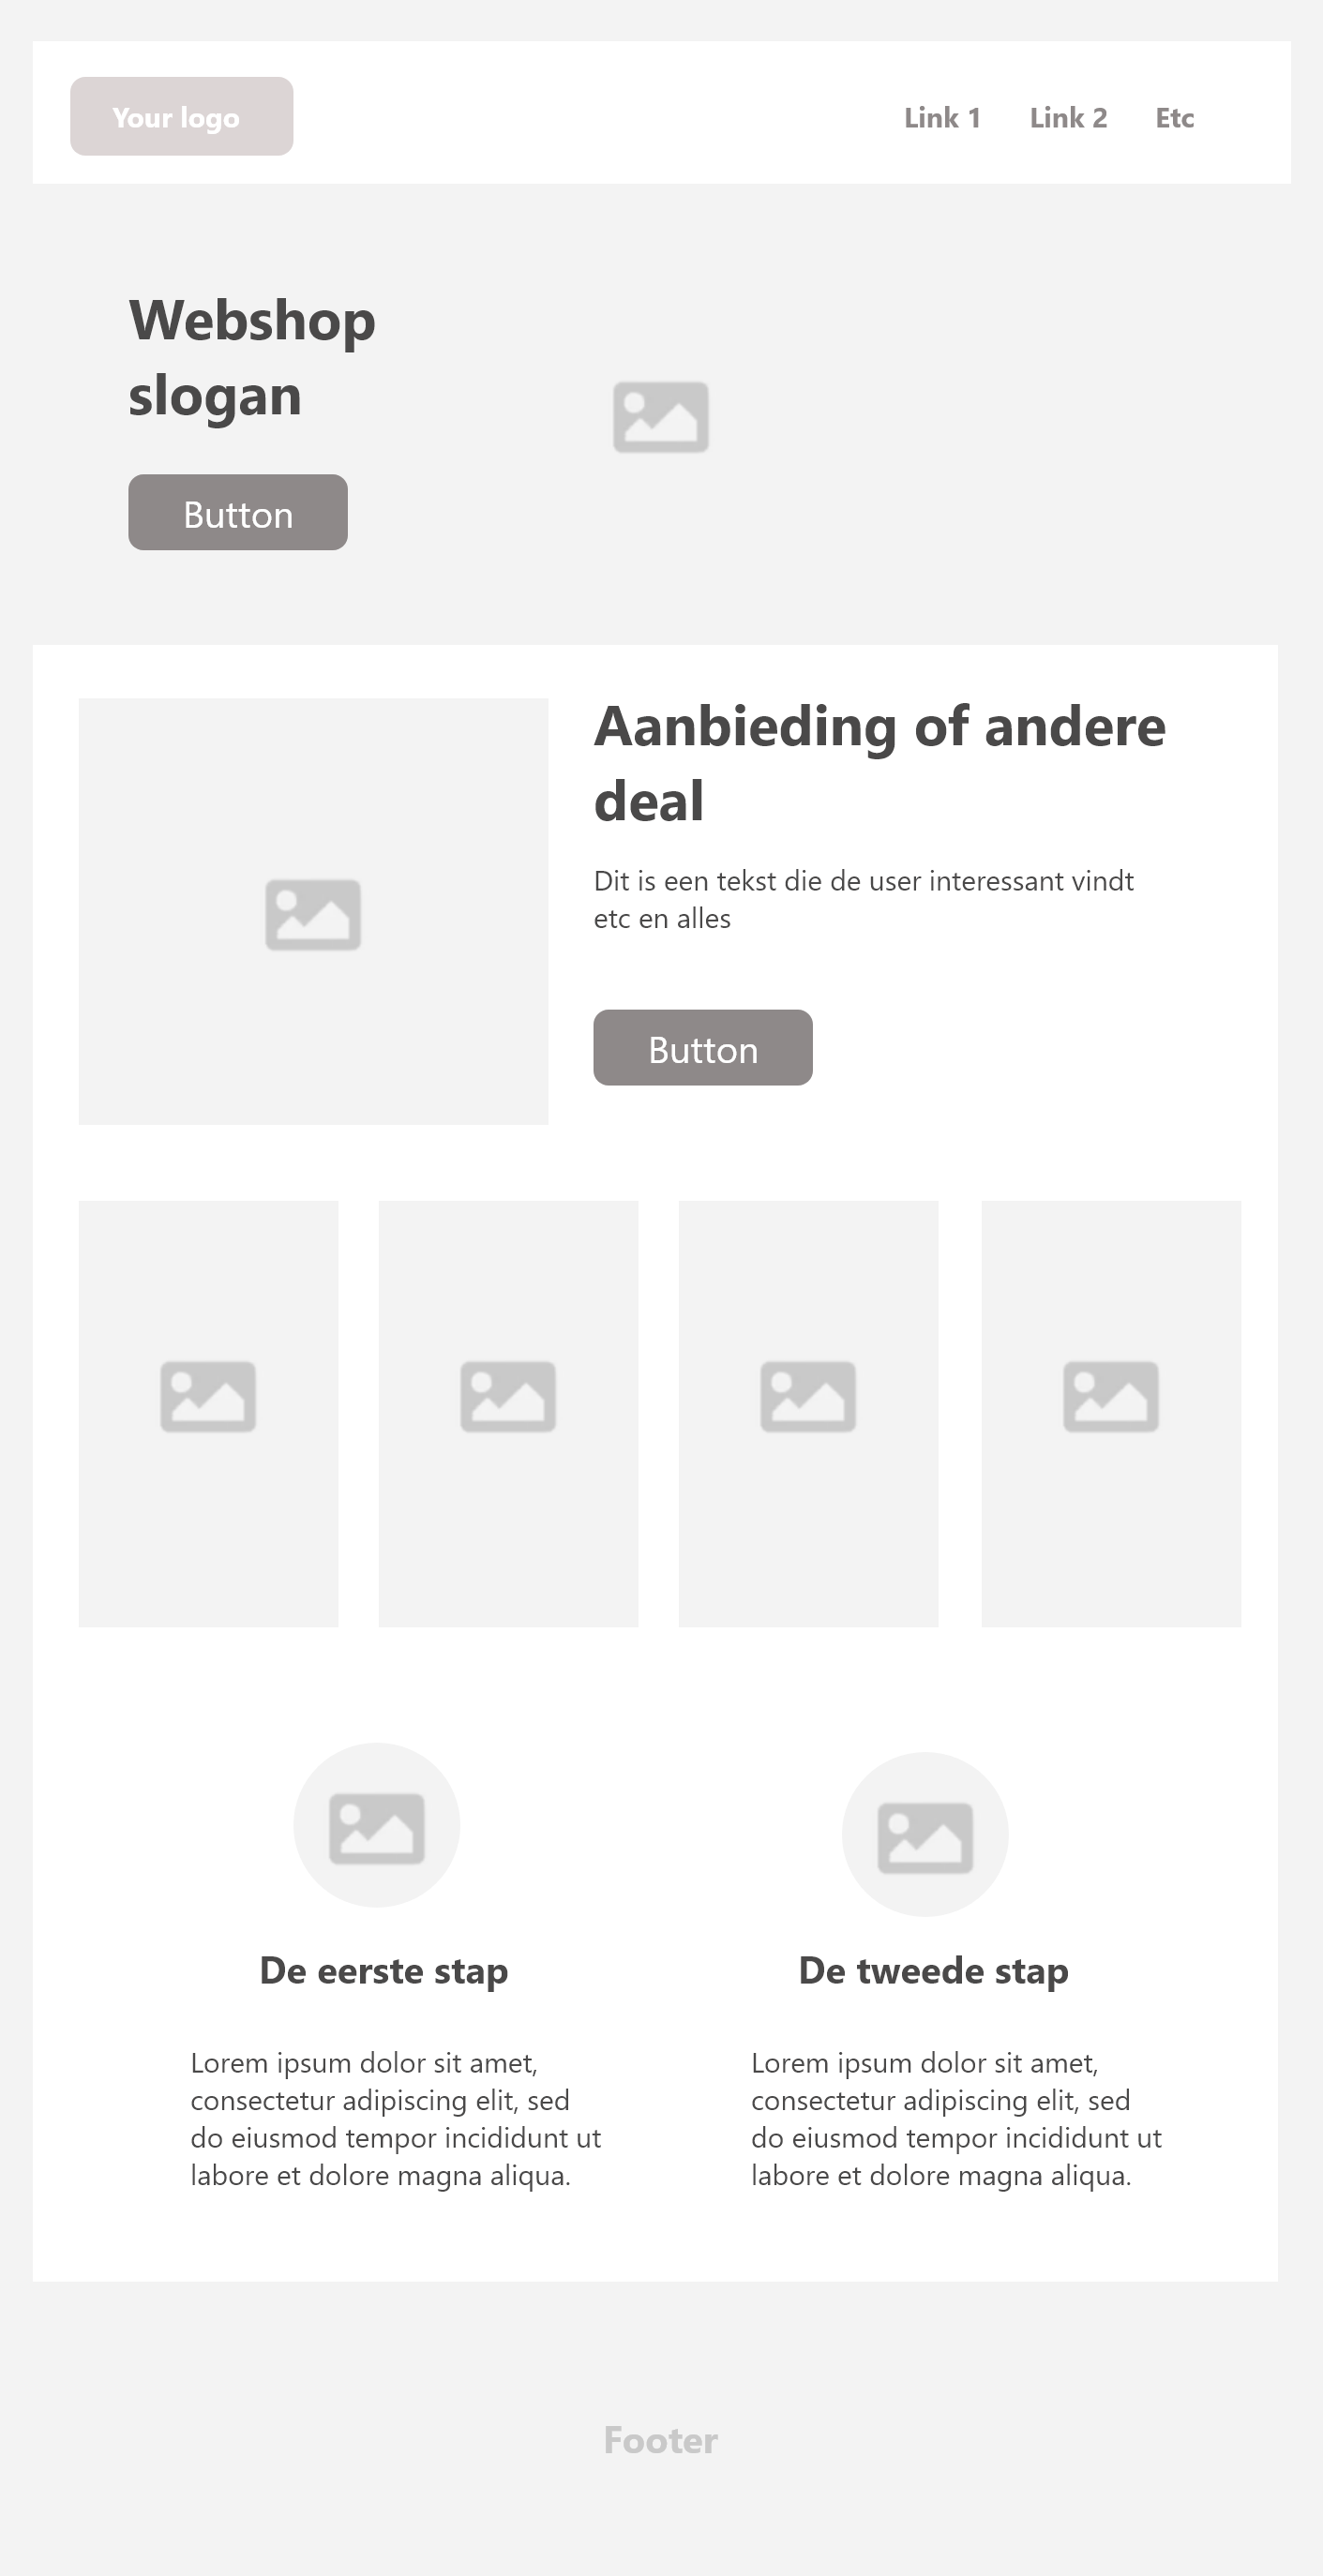 Your logo
Link 1 Link 2 Etc
Webshop
slogan
Button
Aanbieding of andere
deal
Dit is een tekst die de user interessant vindt
etc en alles
Button
De eerste stap
Lorem ipsum dolor sit amet,
consectetur adipiscing elit, sed
do eiusmod tempor incididunt ut
labore et dolore magna aliqua.
De tweede stap
Lorem ipsum dolor sit amet,
consectetur adipiscing elit, sed
do eiusmod tempor incididunt ut
labore et dolore magna aliqua.
Footer